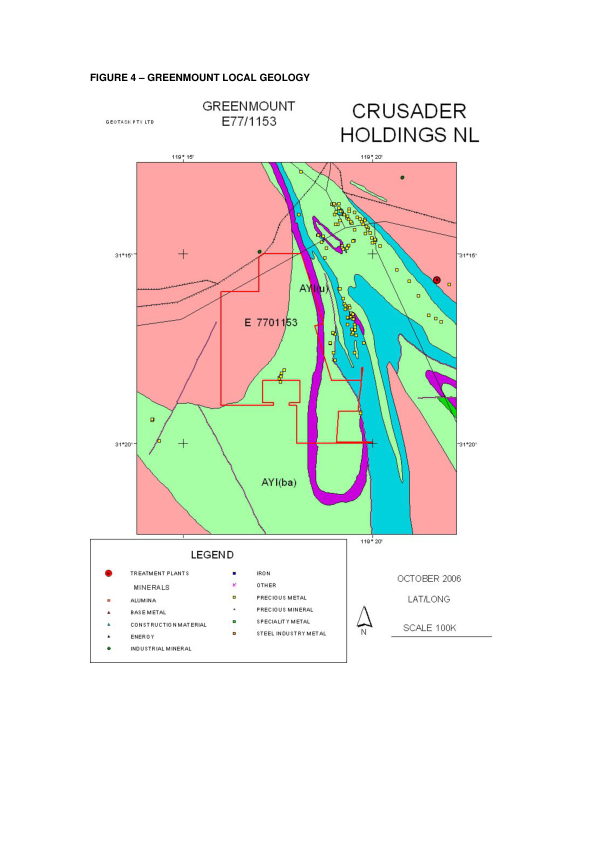 FIGURE 4 – GREENMOUNT LOCAL GEOLOGY
GREENMOUNT
E77/1153
CRUSADER
HOLDINGS NL
GEOTASK PTY LTD
119° 15'
119° 20'
31°15'
31°15'
AYI(u)
E 7701153
31°20'
31°20'
AYI(ba)
119° 20'
LEGEND
TREATMENT PLANTS
MINERALS
ALUMINA
BASE METAL
CONSTRUCTION MATERIAL
ENERGY
INDUSTRIAL MINERAL
IRON
OTHER
PRECIOUS METAL
PRECIOUS MINERAL
SPECIALITY METAL
STEEL INDUSTRY METAL
N
OCTOBER 2006
LAT/LONG
SCALE 100K